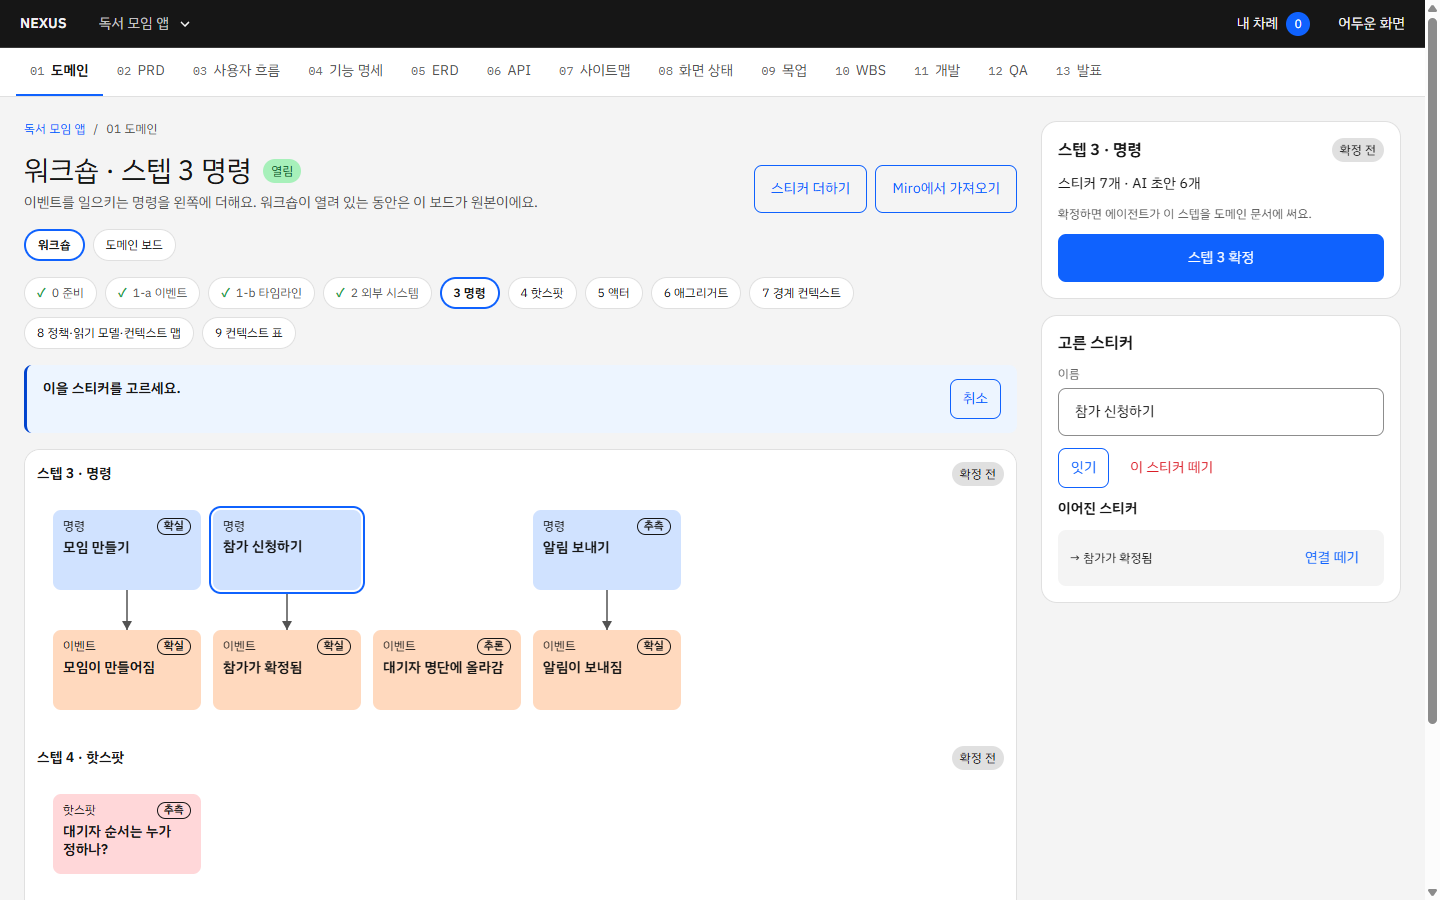 NEXUS
독서 모임 앱
내 차례 0
어두운 화면
01 도메인
02 PRD
03 사용자 흐름
04 기능 명세
05 ERD
06 API
07 사이트맵
08 화면 상태
09 목업
10 WBS
11 개발
12 QA
13 발표
독서 모임 앱 / 01 도메인
워크숍 · 스텝 3 명령 열림
이벤트를 일으키는 명령을 왼쪽에 더해요. 워크숍이 열려 있는 동안은 이 보드가 원본이에요.
스티커 더하기
Miro에서 가져오기
워크숍
도메인 보드
✓ 0 준비
✓ 1-a 이벤트
✓ 1-b 타임라인
✓ 2 외부 시스템
3 명령
4 핫스팟
5 액터
6 애그리거트
7 경계 컨텍스트
8 정책·읽기 모델·컨텍스트 맵
9 컨텍스트 표
이을 스티커를 고르세요.
취소
스텝 3 · 명령
확정 전
명령 확실
모임 만들기
명령
참가 신청하기
명령 추측
알림 보내기
이벤트 확실
모임이 만들어짐
이벤트 확실
참가가 확정됨
이벤트 추론
대기자 명단에 올라감
이벤트 확실
알림이 보내짐
스텝 4 · 핫스팟
확정 전
핫스팟 추측
대기자 순서는 누가
정하나?
스텝 3 · 명령
확정 전
스티커 7개 · AI 초안 6개
확정하면 에이전트가 이 스텝을 도메인 문서에 써요.
스텝 3 확정
고른 스티커
이름
참가 신청하기
잇기
이 스티커 떼기
이어진 스티커
→ 참가가 확정됨
연결 떼기